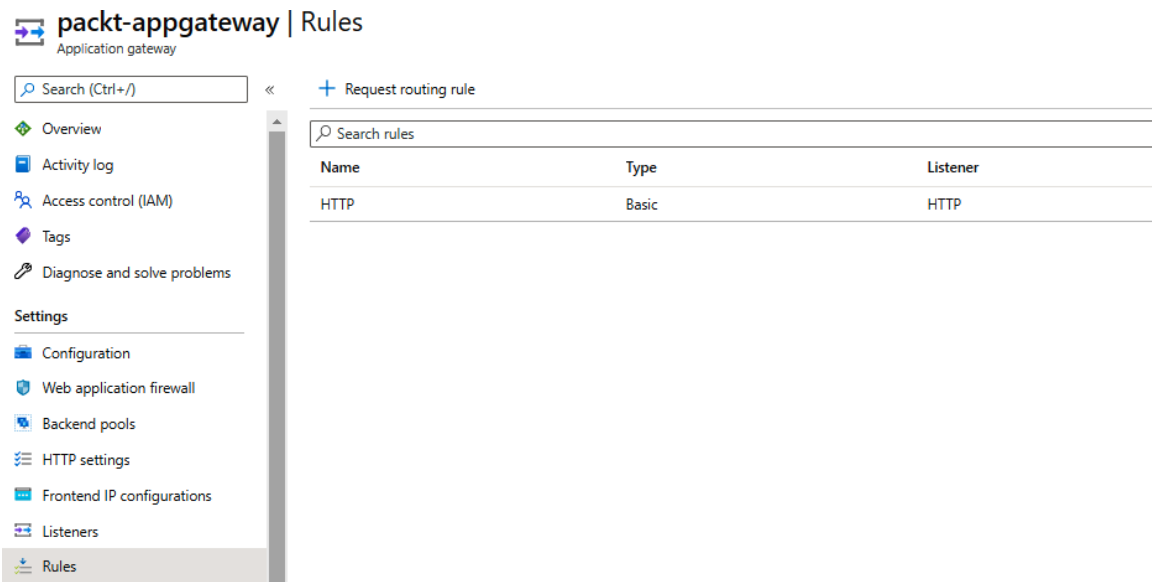 packt-appgateway | Rules
Application gateway
Search (Ctrl+/)
«
Overview
Activity log
Access control (IAM)
Tags
Diagnose and solve problems
Settings
Configuration
Web application firewall
Backend pools
HTTP settings
Frontend IP configurations
Listeners
Rules
+ Request routing rule
Search rules
Name Type Listener
HTTP Basic HTTP